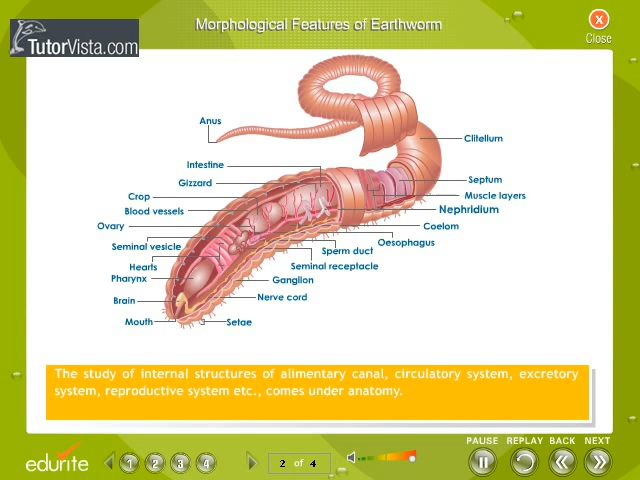 Morphological Features of Earthworm
TutorVista.com
Close
Anus
Clitellum
Intestine
Septum
Gizzard
Crop
Muscle layers
Blood vessels
Nephridium
Ovary
Coelom
Seminal vesicle
Oesophagus
Sperm duct
Hearts
Seminal receptacle
Pharynx
Ganglion
Brain
Nerve cord
Mouth
Setae
The study of internal structures of alimentary canal, circulatory system, excretory
system, reproductive system etc., comes under anatomy.
PAUSE REPLAY BACK NEXT
edurite
1 2 3 4
2 of 4